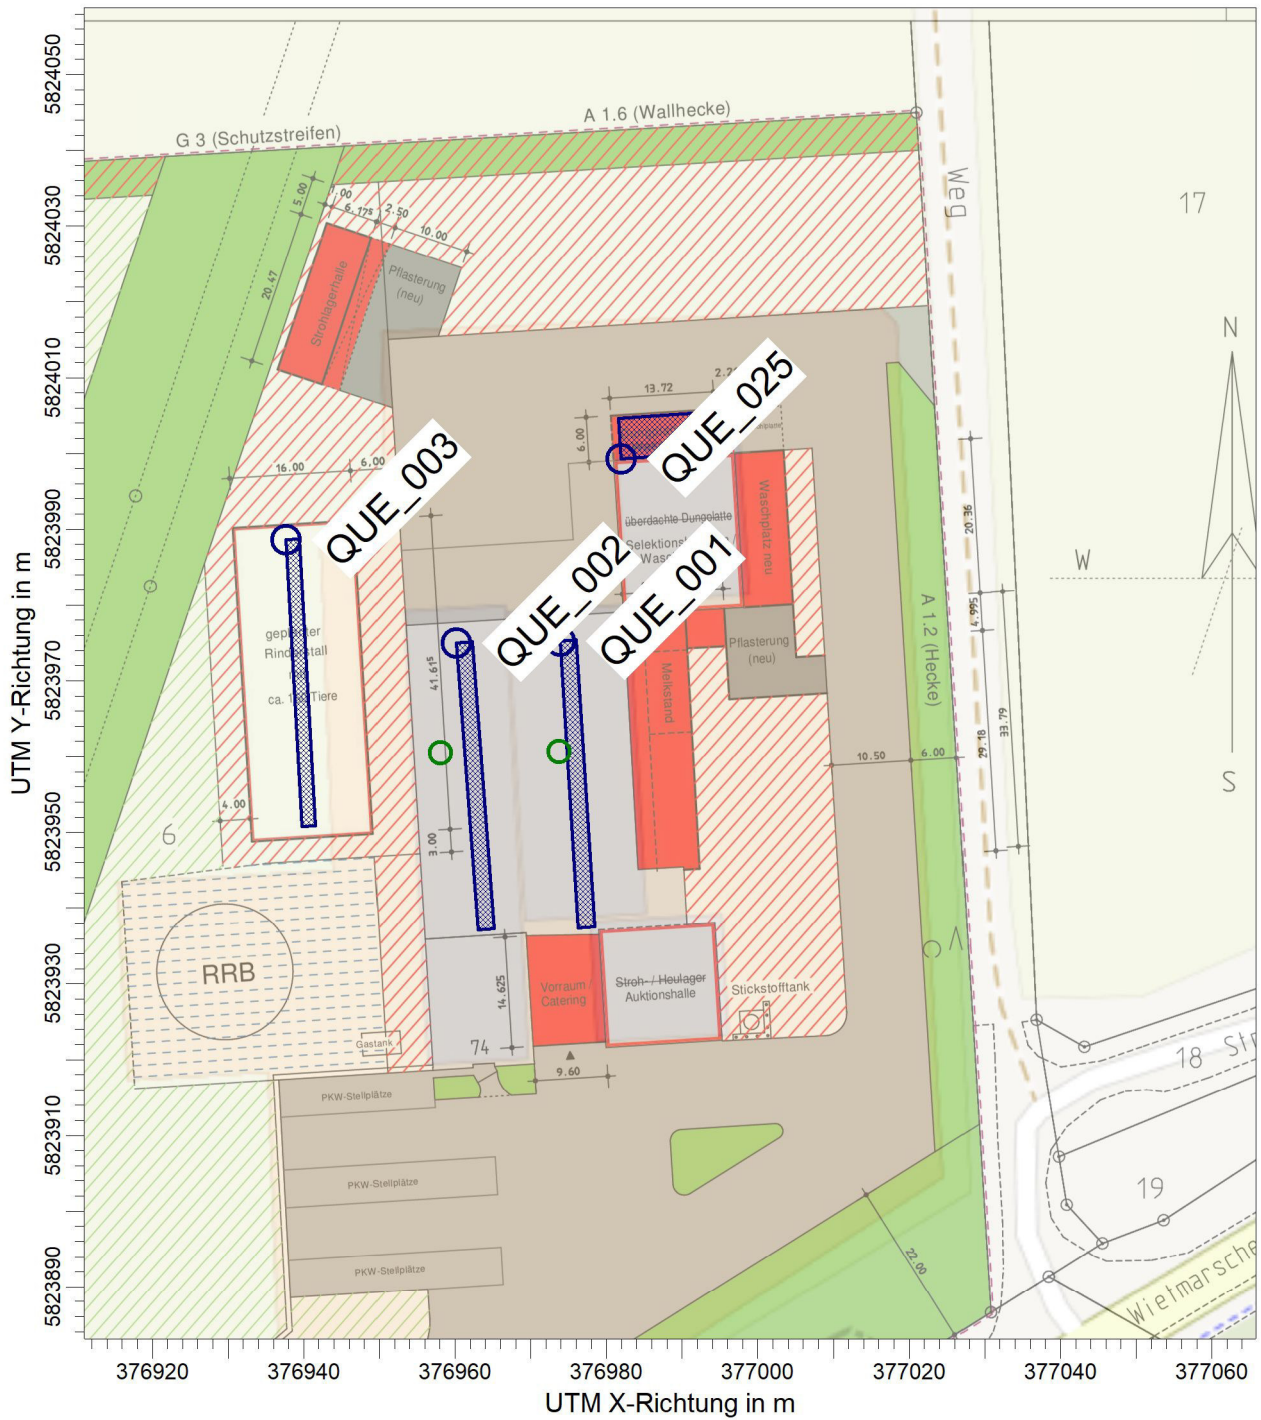 5824050
5824030
5824010
5823990
5823970
5823950
5823930
5823910
5823890
UTM Y-Richtung in m
G 3 (Schutzstreifen)
A 1.6 (Wallhecke)
Weg
17
5.00
6.175
2.50
10.00
20.47
Strohlagerhalle
Pflasterung
(neu)
N
W
S
13.72
6.00
QUE_025
16.00
6,00
QUE_003
überdachte Dunglatte
Waschplatz neu
QUE_002
QUE_001
20.36
4.995
A 1.2 (Hecke)
Pflasterung
(neu)
Melkstand
41.615
ca.
Tiere
4.00
6
3.00
10.50
6.00
29.18
33.79
RRB
14.625
Vorraum /
Catering
Stroh- / Heulager
Auktionshalle
Stickstofftank
Gastank
74
9.60
18
PKW-Stellplätze
PKW-Stellplätze
PKW-Stellplätze
19
22.00
Wietmarsche
376920
376940
376960
376980
377000
377020
377040
377060
UTM X-Richtung in m